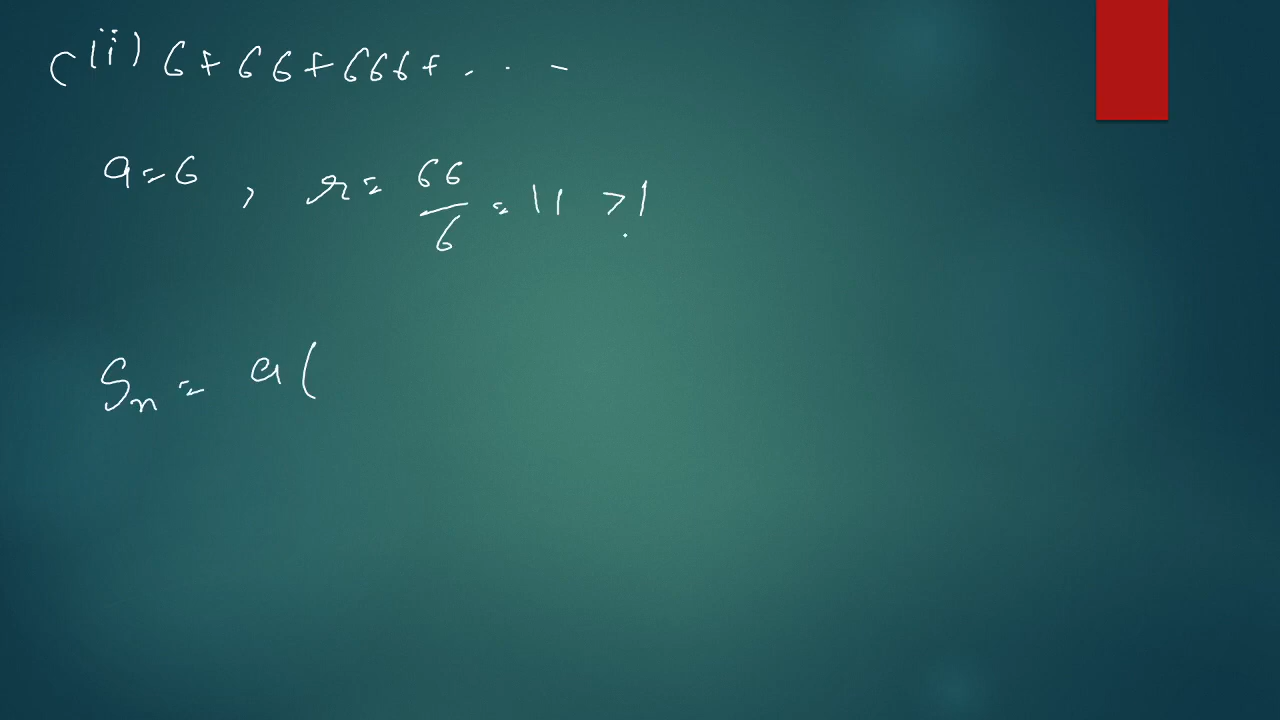 (ii) 6+66+666+ . . -
a=6 , r= 66/6 = 11 >1
Sn = a(